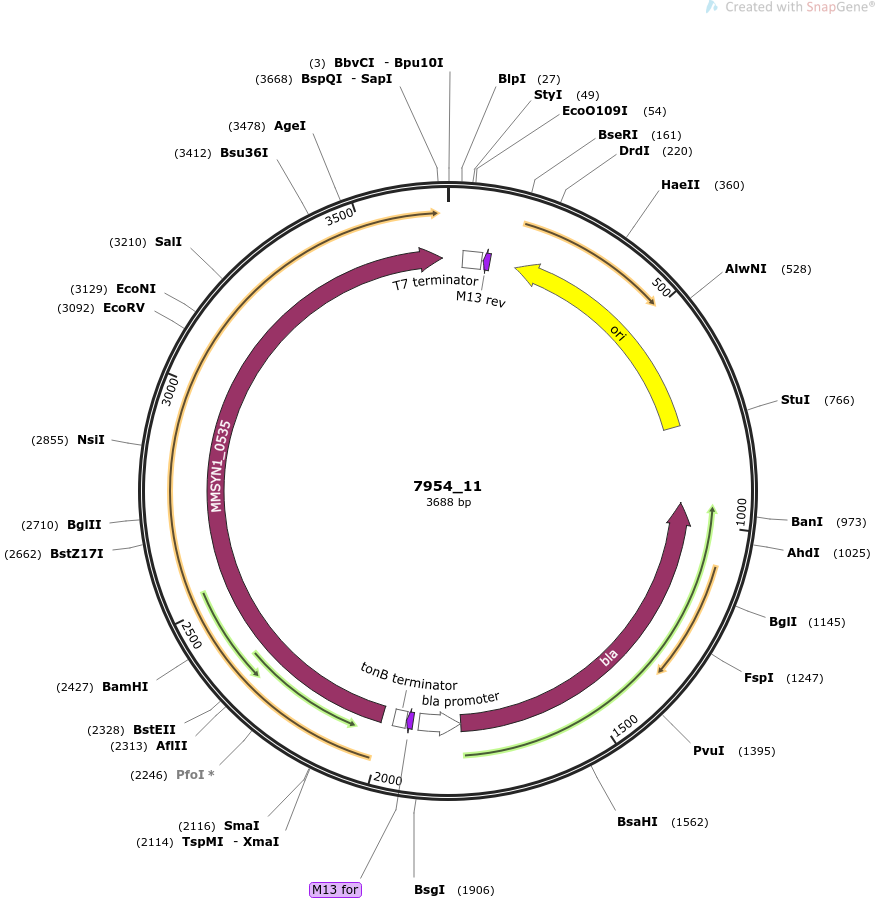 Created with SnapGene®
(3) BbvCI - Bpu10I
(3668) BspQI - SapI
BlpI (27)
StyI (49)
EcoO109I (54)
(3478) AgeI
BseRI (161)
(3412) Bsu36I
DrdI (220)
HaeII (360)
3500
(3210) SalI
T7 terminator
M13 rev
500
AlwNI (528)
(3129) EcoNI
(3092) EcoRV
ori
3000
StuI (766)
(2855) NsiI
MMSYN1_0535
7954_11
3688 bp
1000
(2710) BglII
BanI (973)
(2662) BstZ17I
AhdI (1025)
BglI (1145)
2500
bla
FspI (1247)
(2427) BamHI
tonB terminator
bla promoter
(2328) BstEII
1500
(2313) AflII
PvuI (1395)
(2246) PfoI *
2000
(2116) SmaI
BsaHI (1562)
(2114) TspMI - XmaI
M13 for
BsgI (1906)